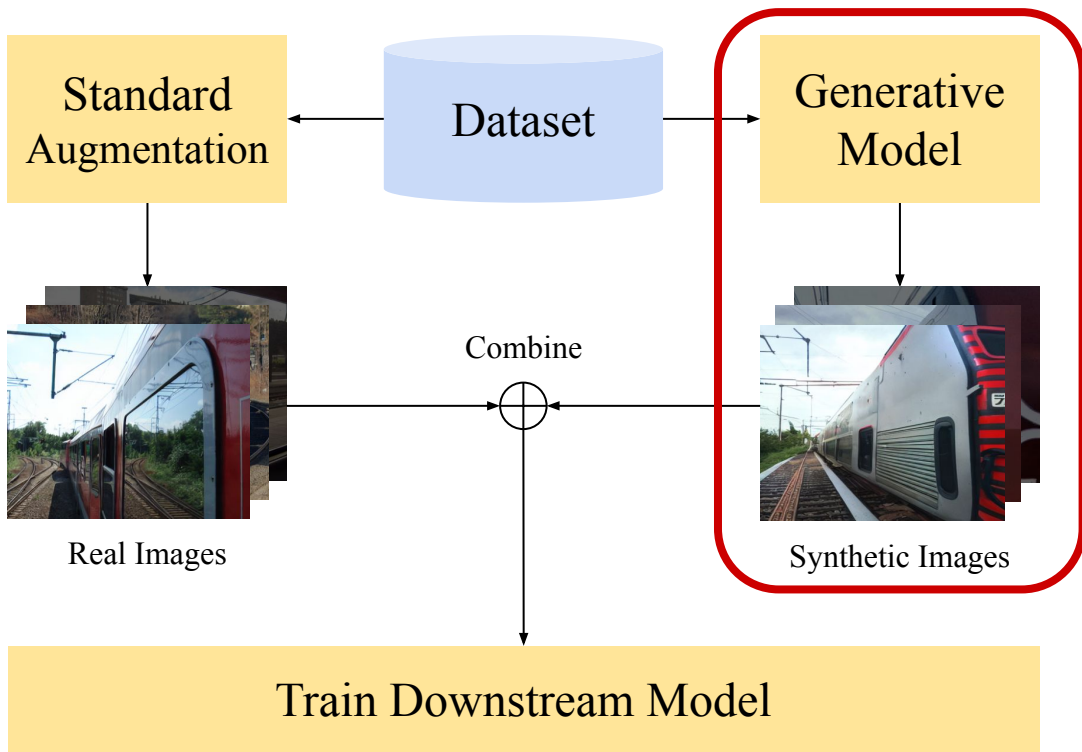 Standard
Augmentation
Dataset
Generative
Model
Combine
Real Images
Synthetic Images
Train Downstream Model